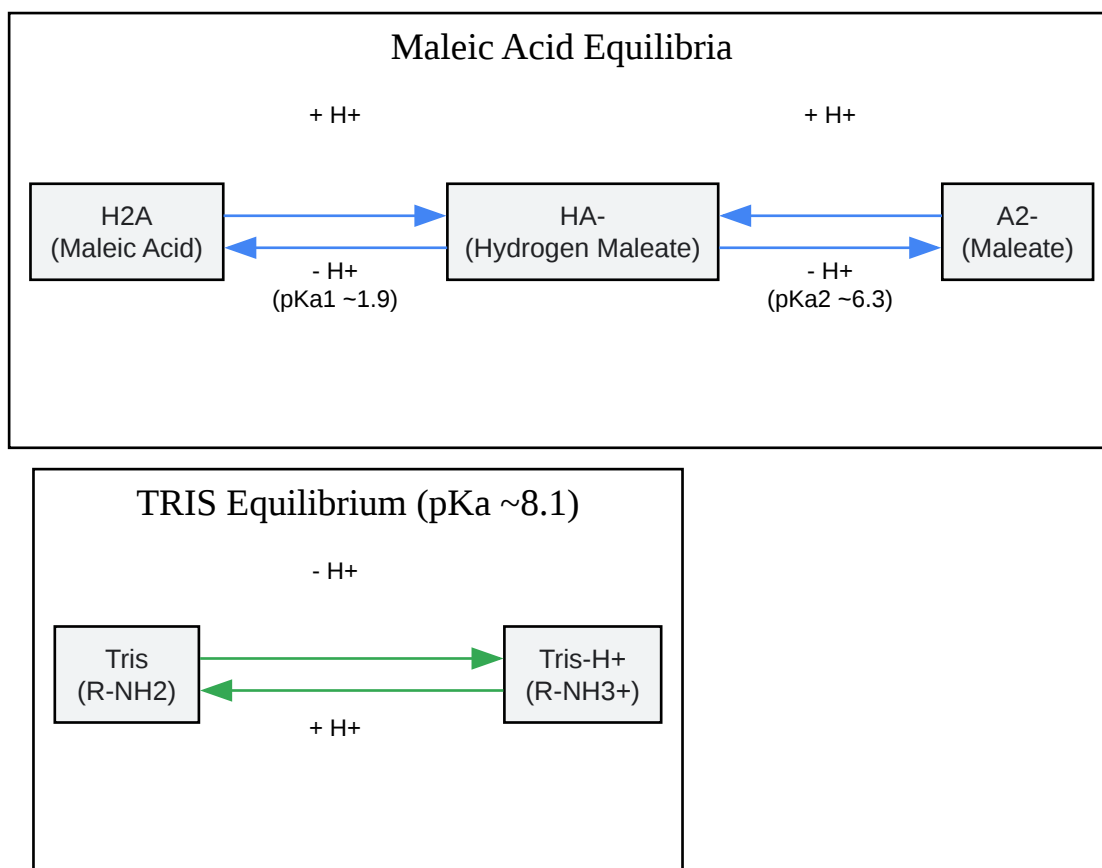 Maleic Acid Equilibria
+ H+
+ H+
H2A
(Maleic Acid)
HA-
(Hydrogen Maleate)
A2-
(Maleate)
- H+
(pKa1 ~1.9)
- H+
(pKa2 ~6.3)
TRIS Equilibrium (pKa ~8.1)
- H+
Tris
(R-NH2)
Tris-H+
(R-NH3+)
+ H+